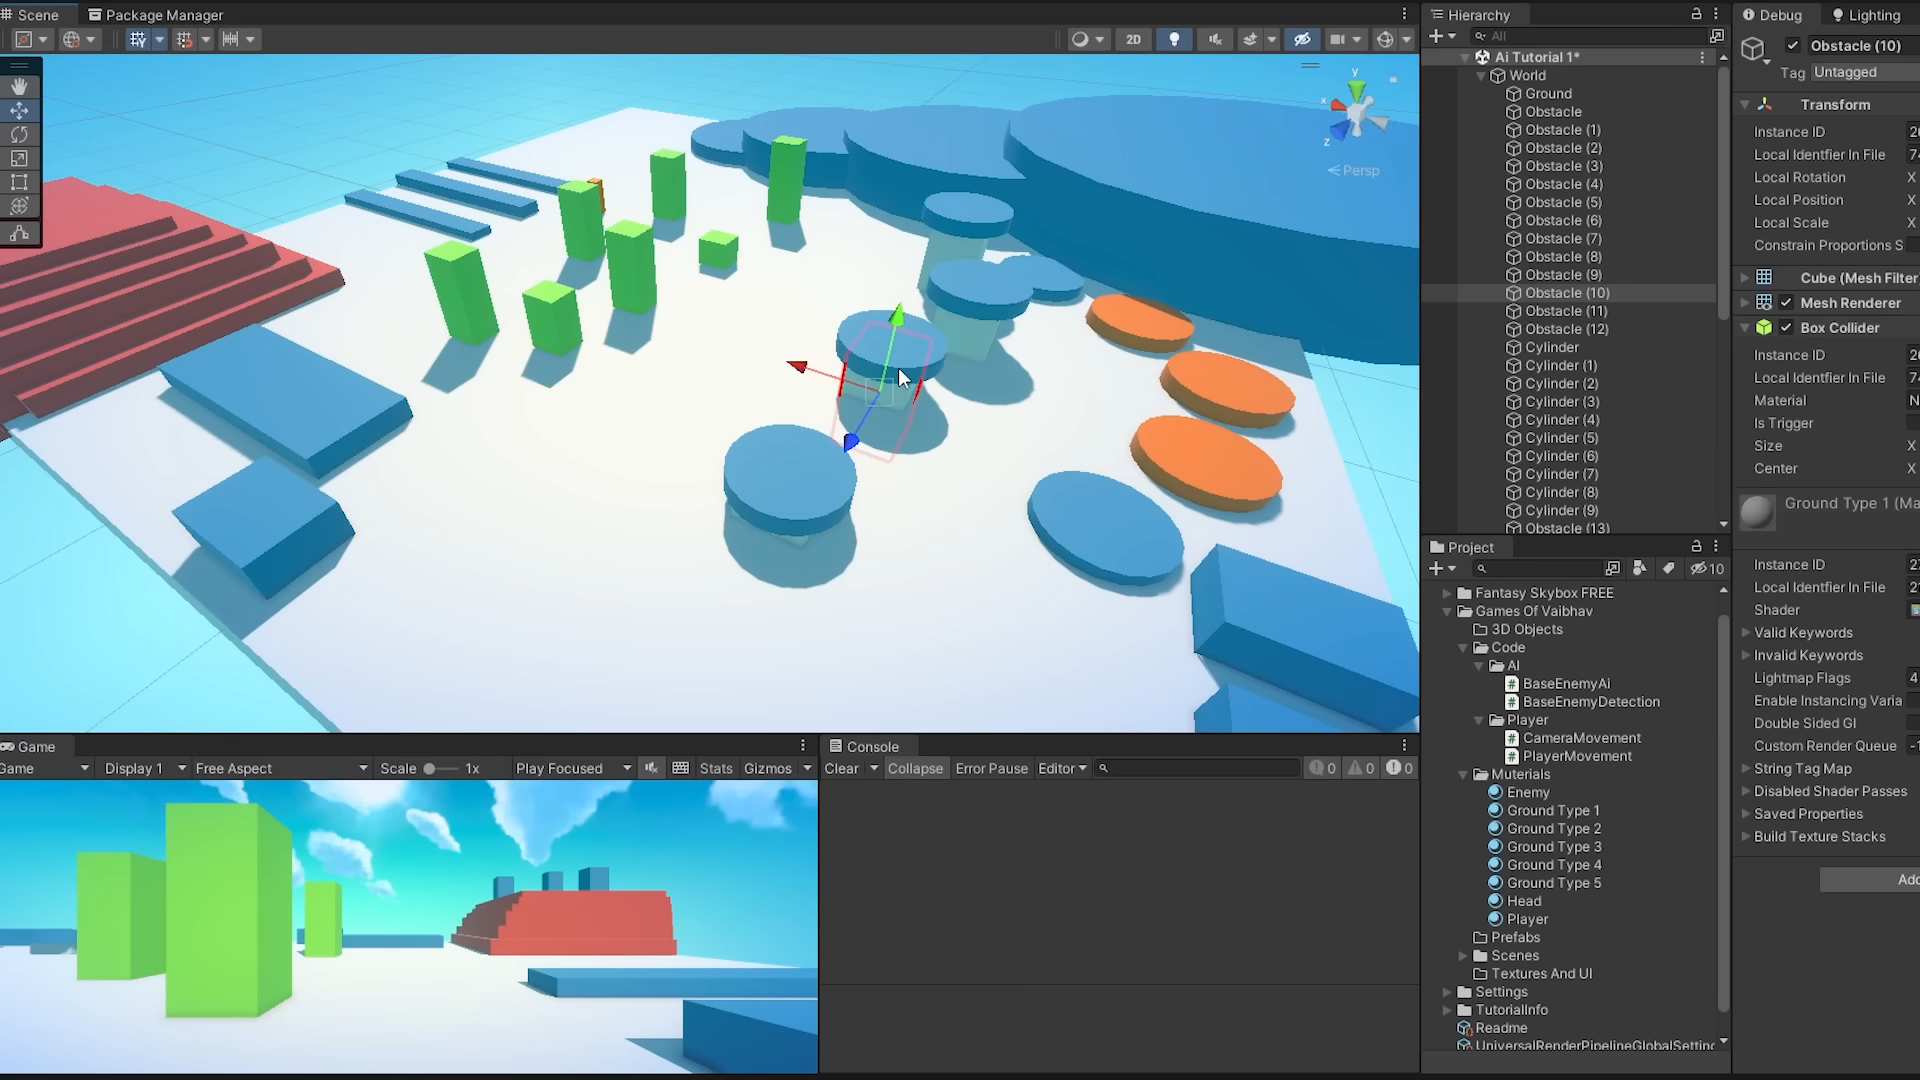 Scene
Package Manager
2D
y
x
z
Persp
Game
Game
Display 1
Free Aspect
Scale
1x
Play Focused
Stats
Gizmos
Console
Clear
Collapse
Error Pause
Editor
0
0
0
Hierarchy
All
Ai Tutorial 1*
World
Ground
Obstacle
Obstacle (1)
Obstacle (2)
Obstacle (3)
Obstacle (4)
Obstacle (5)
Obstacle (6)
Obstacle (7)
Obstacle (8)
Obstacle (9)
Obstacle (10)
Obstacle (11)
Obstacle (12)
Cylinder
Cylinder (1)
Cylinder (2)
Cylinder (3)
Cylinder (4)
Cylinder (5)
Cylinder (6)
Cylinder (7)
Cylinder (8)
Cylinder (9)
Obstacle (13)
Project
10
Fantasy Skybox FREE
Games Of Vaibhav
3D Objects
Code
AI
BaseEnemyAi
BaseEnemyDetection
Player
CameraMovement
PlayerMovement
Muterials
Enemy
Ground Type 1
Ground Type 2
Ground Type 3
Ground Type 4
Ground Type 5
Head
Player
Prefabs
Scenes
Textures And UI
Settings
TutorialInfo
Readme
UniversalRenderPipelineGlobalSetting
Debug
Lighting
Obstacle (10)
Tag Untagged
Transform
Instance ID
Local Identfier In File
Local Rotation X
Local Position X
Local Scale X
Constrain Proportions S
Cube (Mesh Filter
Mesh Renderer
Box Collider
Instance ID
Local Identfier In File
Material N
Is Trigger
Size X
Center X
Ground Type 1 (Ma
Instance ID
Local Identfier In File
Shader
Valid Keywords
Invalid Keywords
Lightmap Flags 4
Enable Instancing Varia
Double Sided GI
Custom Render Queue -1
String Tag Map
Disabled Shader Passes
Saved Properties
Build Texture Stacks
Add